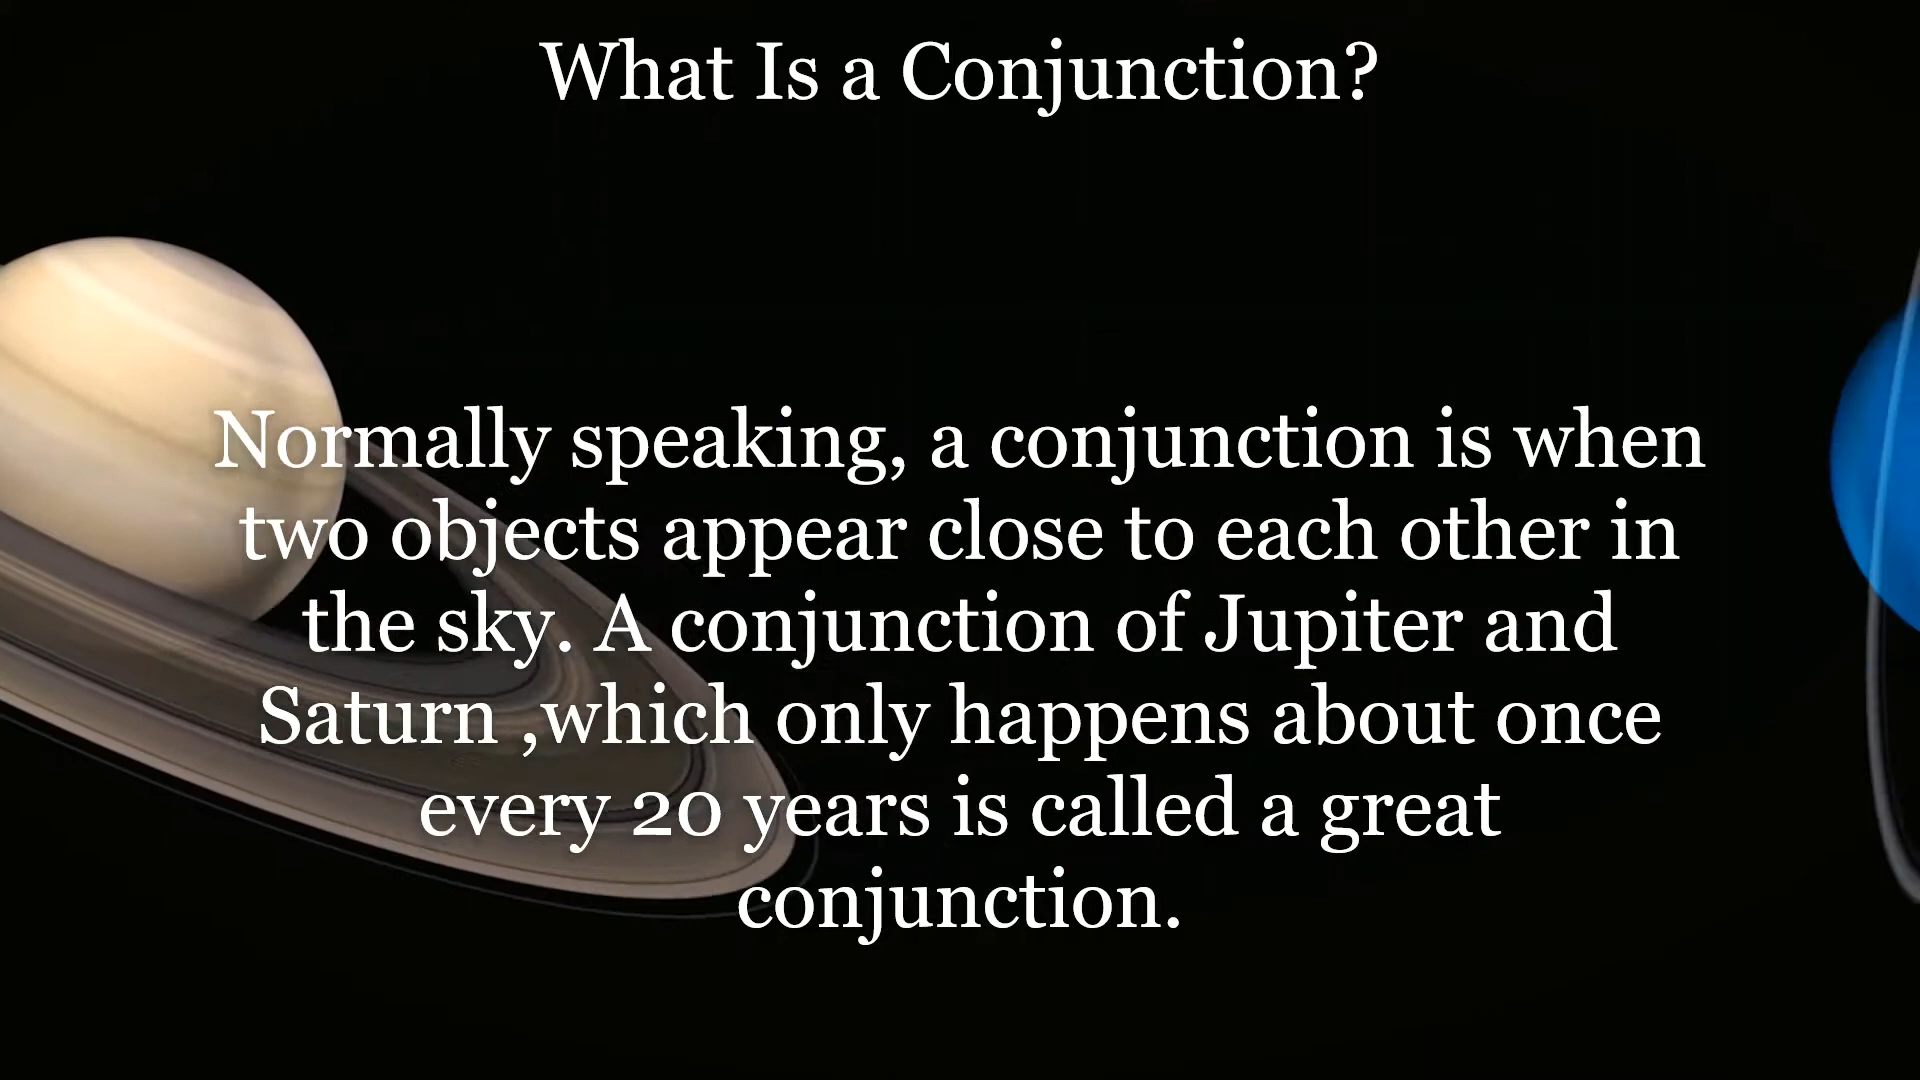 What Is a Conjunction?
Normally speaking, a conjunction is when
two objects appear close to each other in
the sky. A conjunction of Jupiter and
Saturn ,which only happens about once
every 20 years is called a great
conjunction.